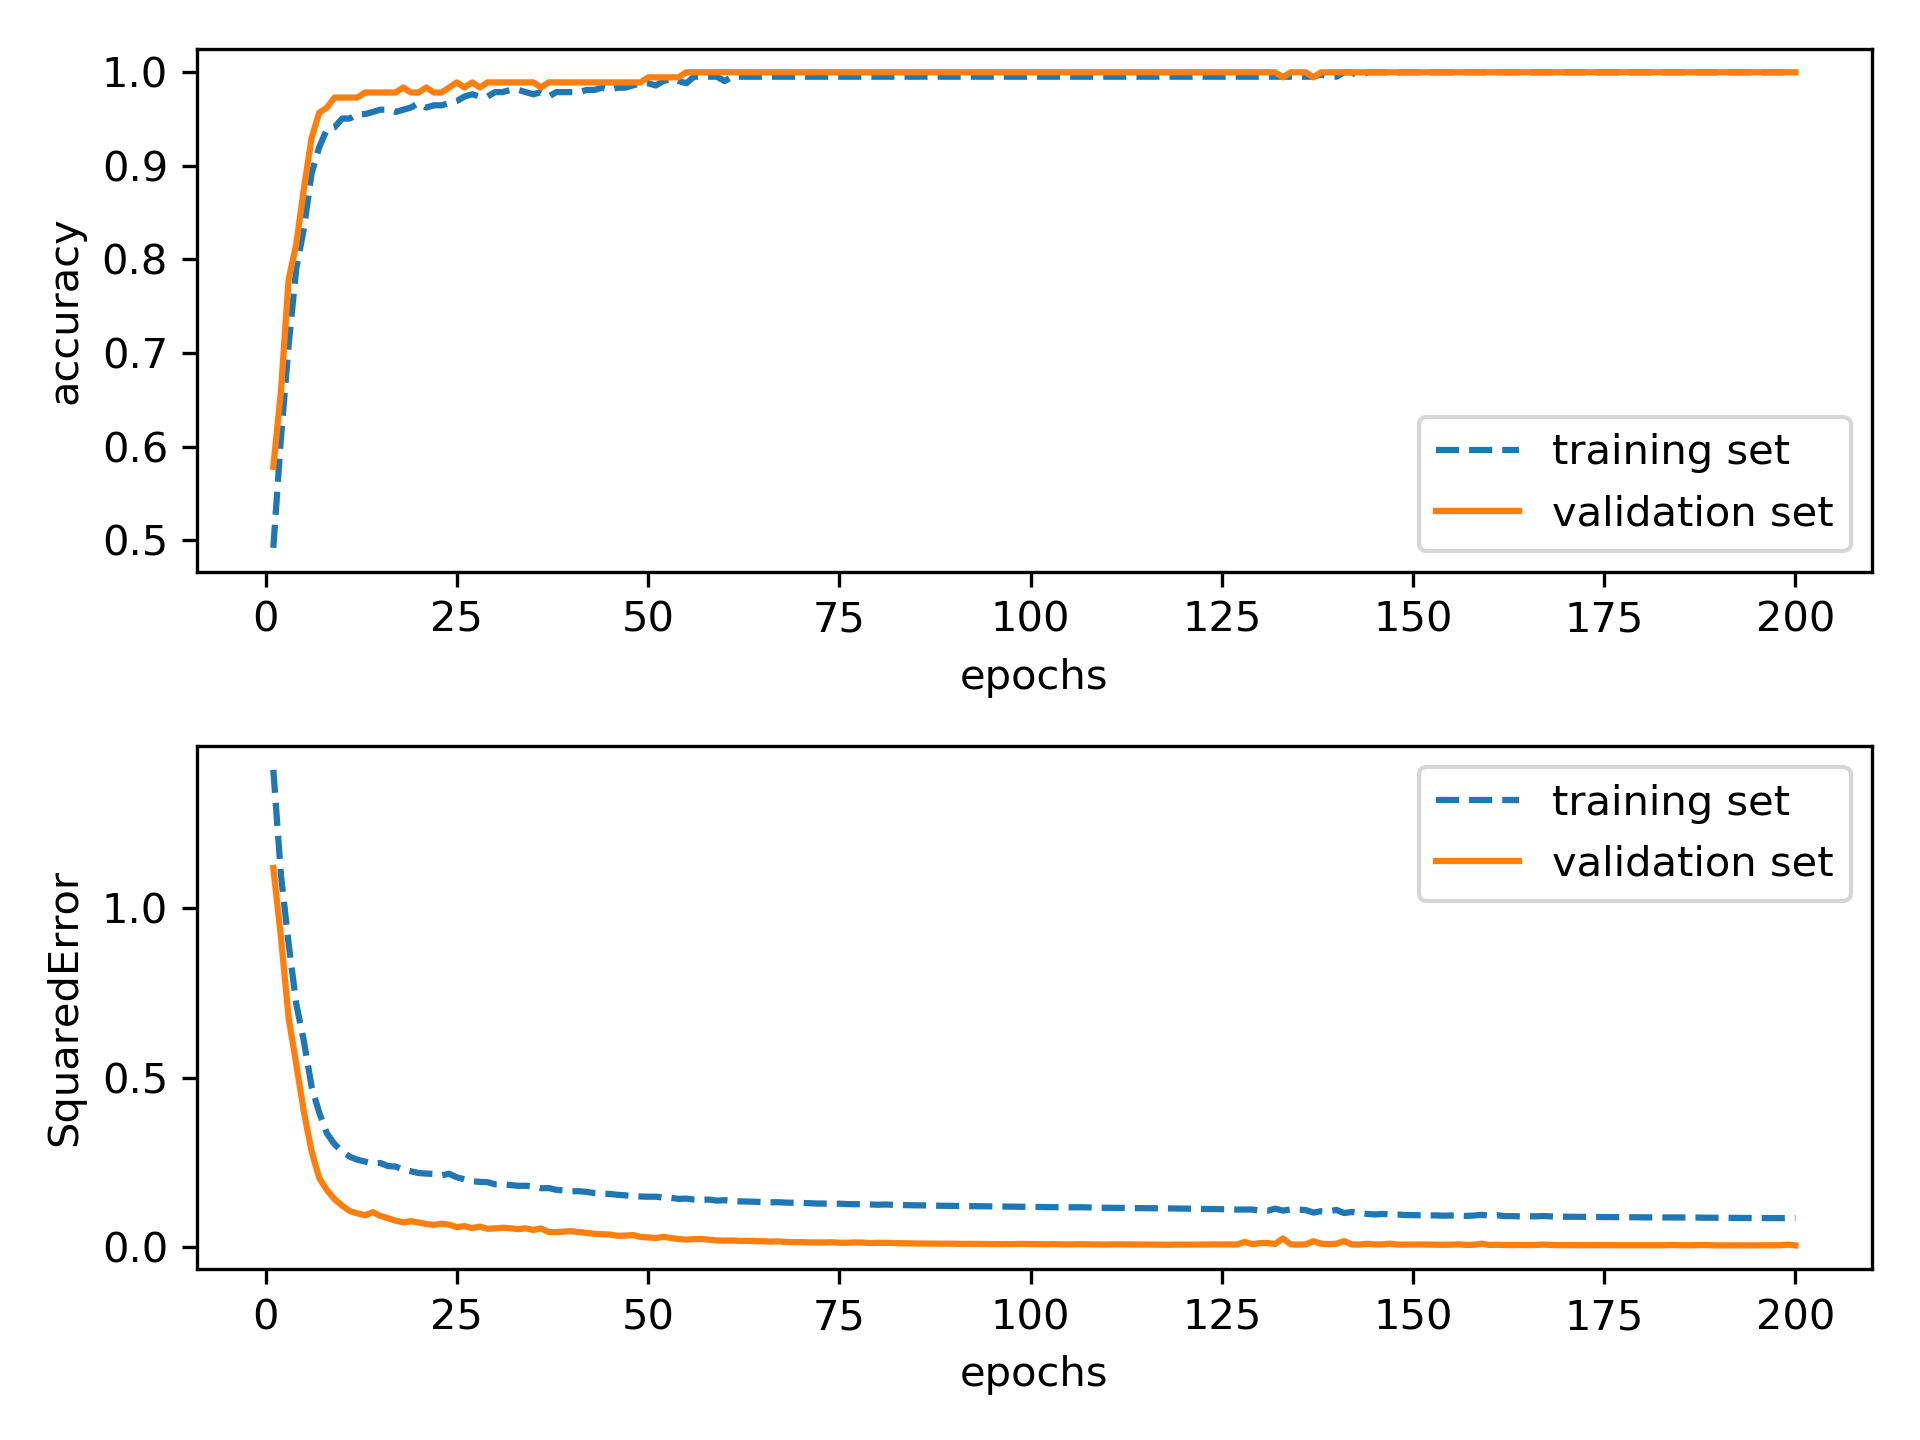 1.0
0.9
0.8
0.7
0.6
0.5
accuracy
training set
validation set
0 25 50 75 100 125 150 175 200
epochs
1.0
0.5
0.0
SquaredError
training set
validation set
0 25 50 75 100 125 150 175 200
epochs